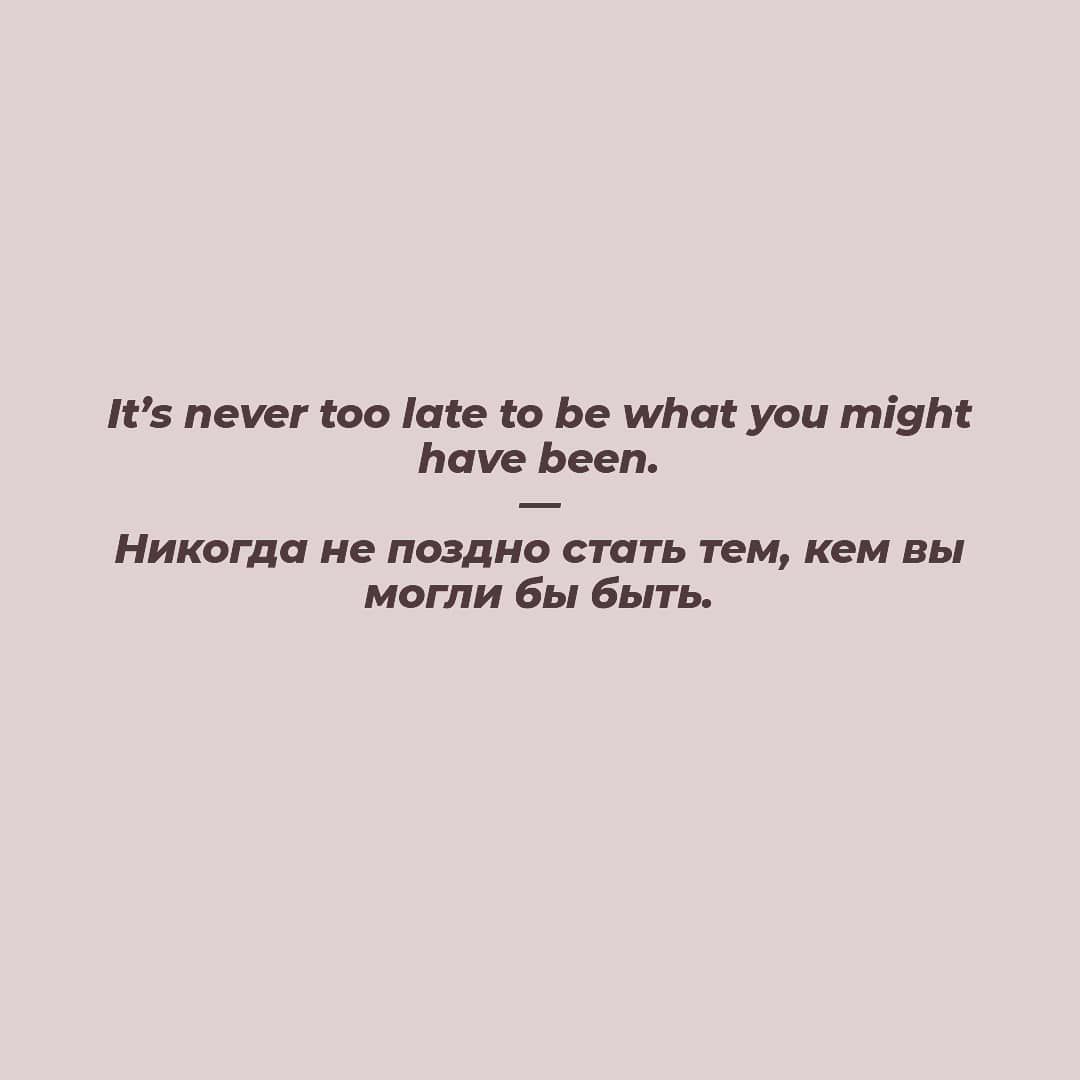 It’s never too late to be what you might
have been.
—
Никогда не поздно стать тем, кем вы
могли бы быть.